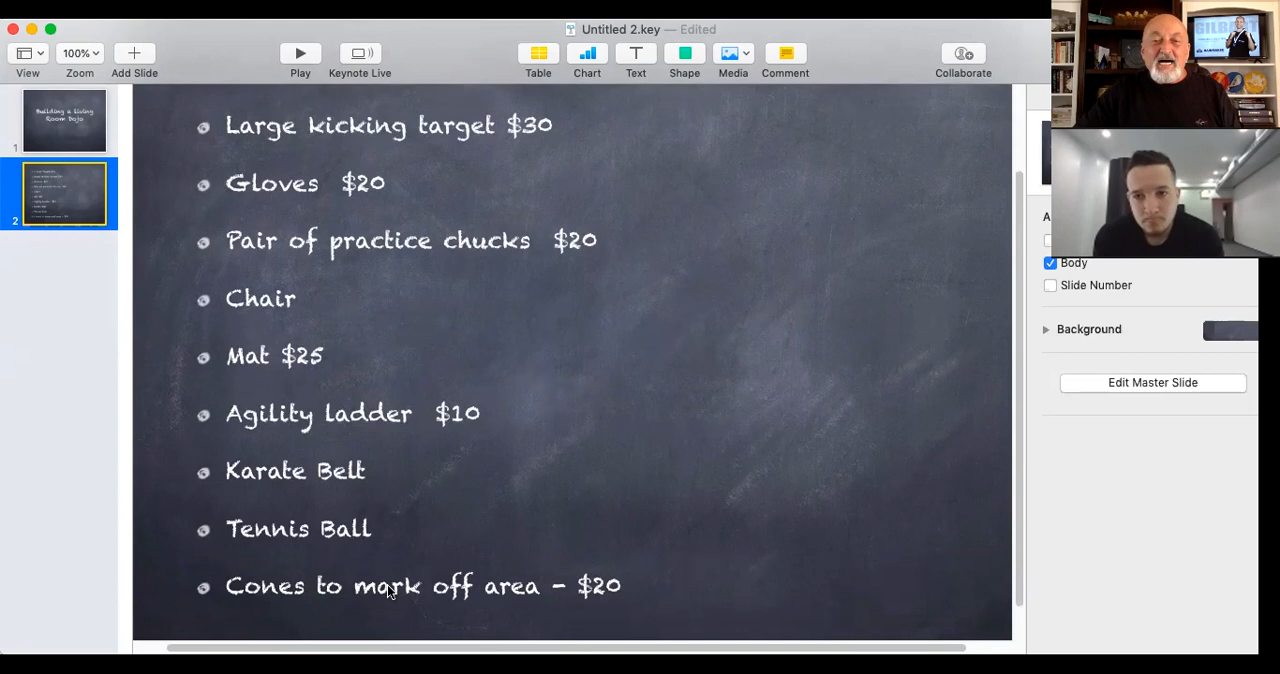 Untitled 2.key — Edited
100%
View
Zoom
Add Slide
Play
Keynote Live
Table
Chart
Text
Shape
Media
Comment
Collaborate
Building a Living
Room Dojo
1
2
Large kicking target $30
Gloves $20
Pair of practice chucks $20
Chair
Mat $25
Agility ladder $10
Karate Belt
Tennis Ball
Cones to mark off area - $20
GILBERT
A
Body
Slide Number
Background
Edit Master Slide